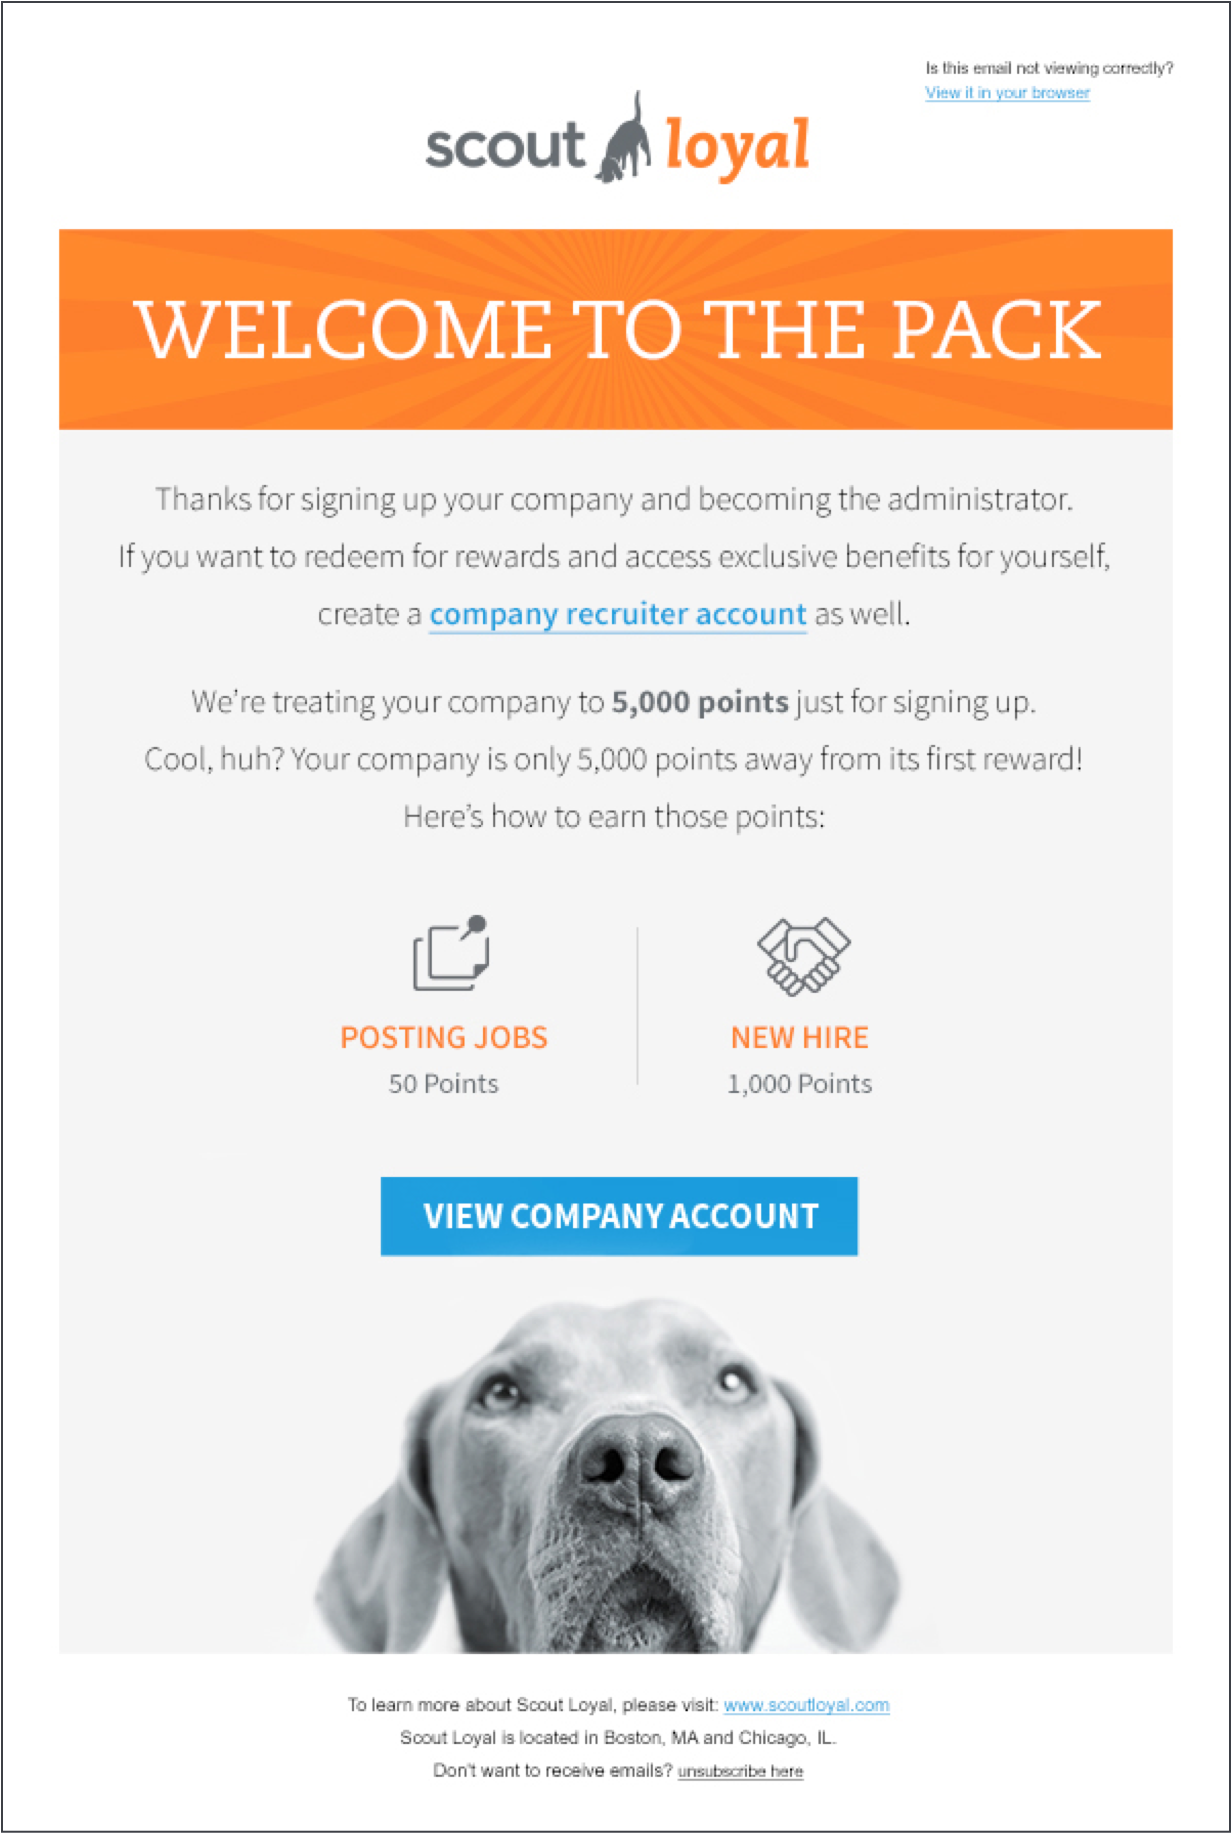 Is this email not viewing correctly?
View it in your browser
scout loyal
WELCOME TO THE PACK
Thanks for signing up your company and becoming the administrator.
If you want to redeem for rewards and access exclusive benefits for yourself,
create a company recruiter account as well.
We're treating your company to 5,000 points just for signing up.
Cool, huh? Your company is only 5,000 points away from its first reward!
Here's how to earn those points:
POSTING JOBS
50 Points
NEW HIRE
1,000 Points
VIEW COMPANY ACCOUNT
To learn more about Scout Loyal, please visit: www.scoutloyal.com
Scout Loyal is located in Boston, MA and Chicago, IL.
Don't want to receive emails? unsubscribe here